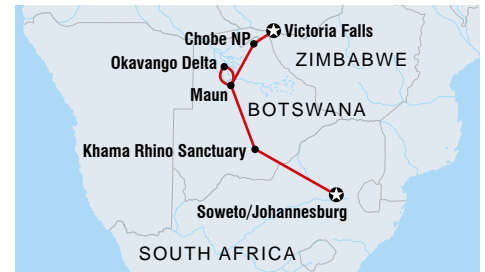 Victoria Falls
Chobe NP
ZIMBABWE
Okavango Delta
Maun
BOTSWANA
Khama Rhino Sanctuary
Soweto/Johannesburg
SOUTH AFRICA